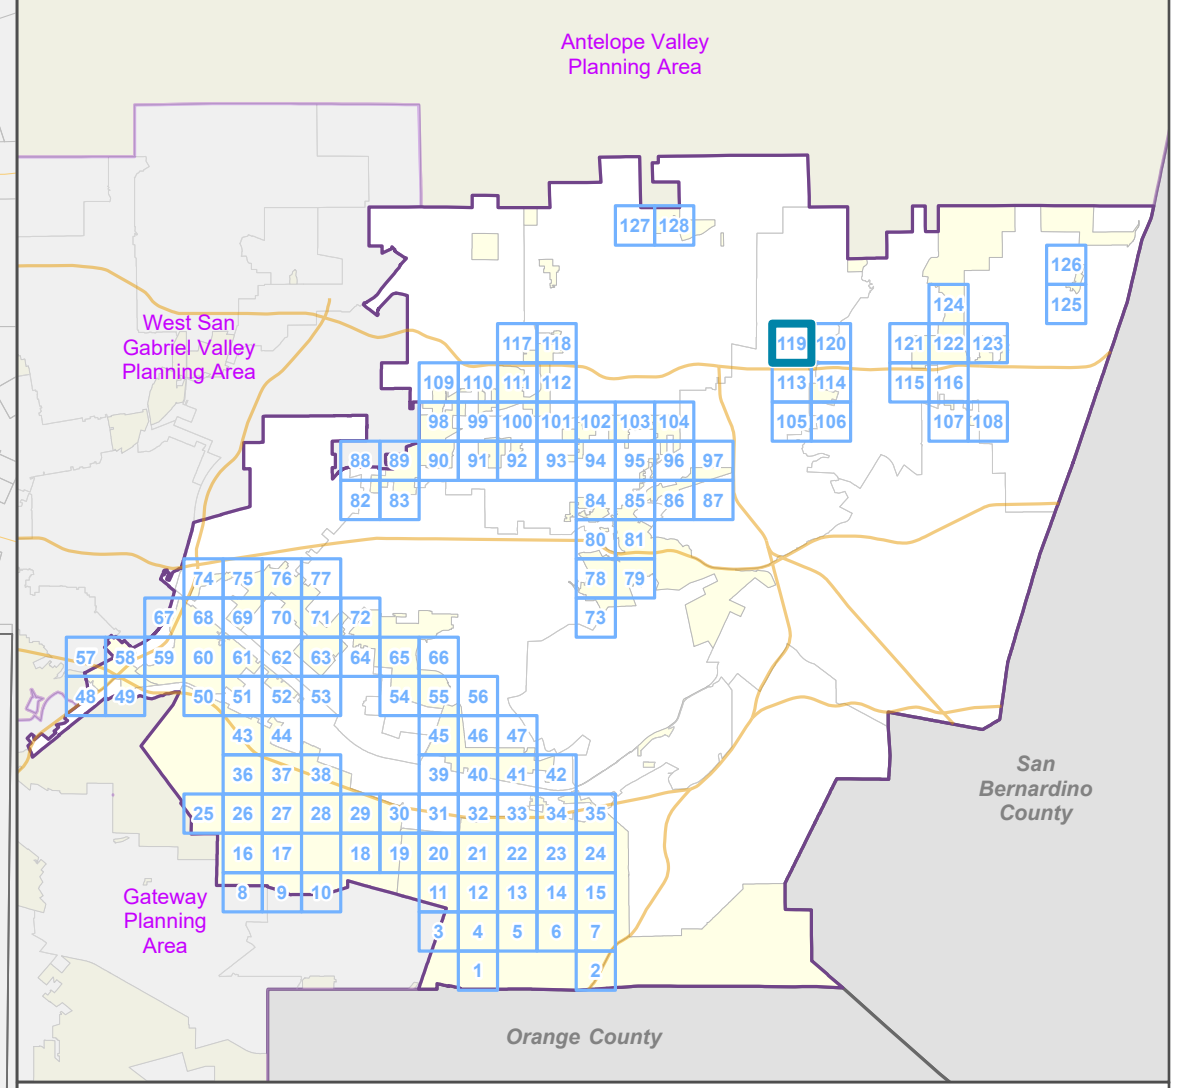 Antelope Valley
Planning Area
127 128
126
124 125
West San
Gabriel Valley
Planning Area
117 118 119 120 121 122 123
109 110 111 112 113 114 115 116
98 99 100 101 102 103 104 105 106 107 108
88 89 90 91 92 93 94 95 96 97
82 83 84 85 86 87
80 81
74 75 76 77 78 79
67 68 69 70 71 72 73
57 58 59 60 61 62 63 64 65 66
48 49 50 51 52 53 54 55 56
43 44 45 46 47
36 37 38 39 40 41 42
San
Bernardino
County
25 26 27 28 29 30 31 32 33 34 35
16 17 18 19 20 21 22 23 24
8 9 10 11 12 13 14 15
Gateway
Planning
Area
3 4 5 6 7
1 2
Orange County